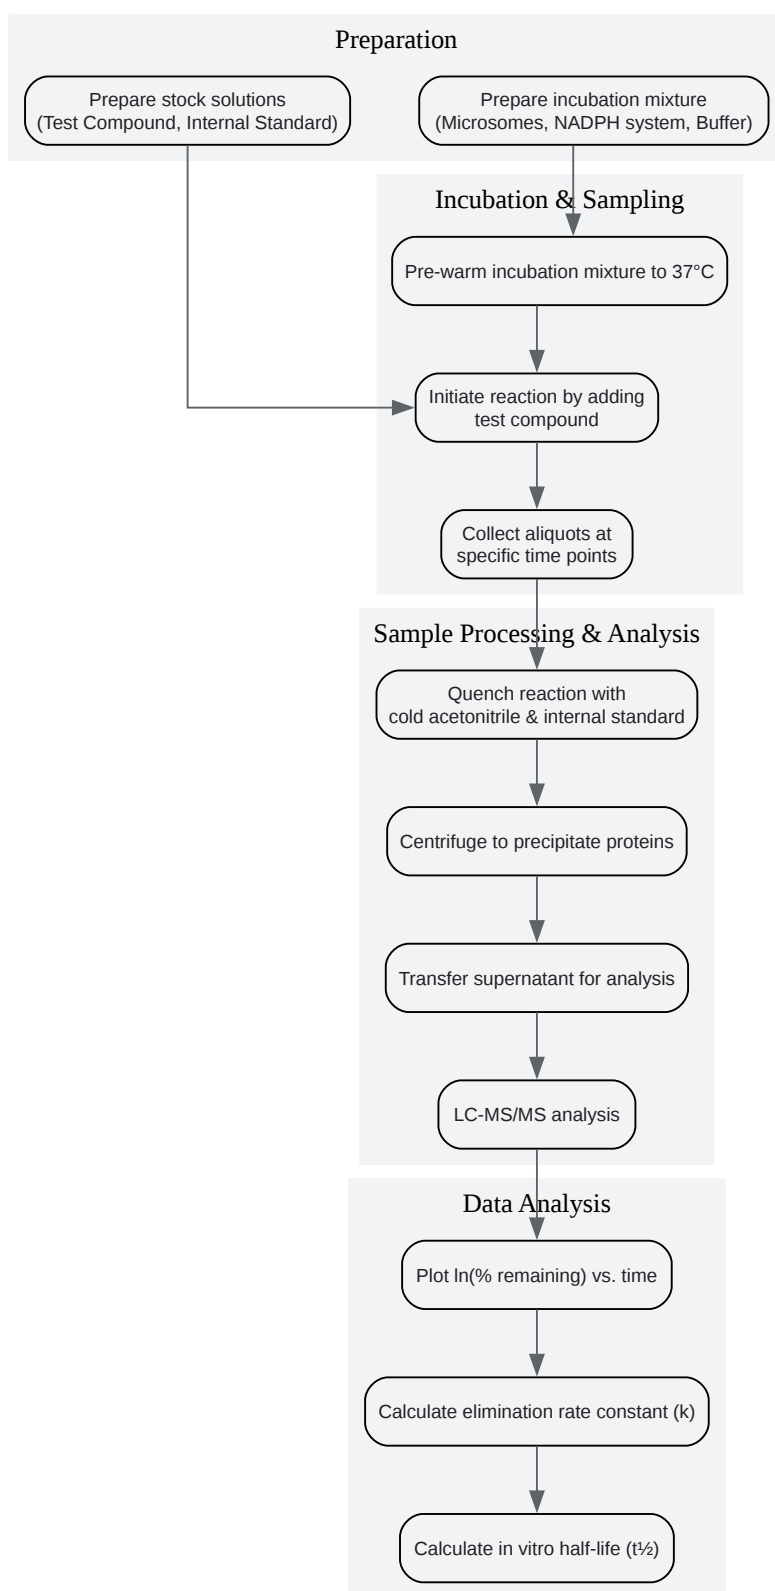 Preparation
Prepare stock solutions
(Test Compound, Internal Standard)
Prepare incubation mixture
(Microsomes, NADPH system, Buffer)
Incubation & Sampling
Pre-warm incubation mixture to 37°C
Initiate reaction by adding
test compound
Collect aliquots at
specific time points
Sample Processing & Analysis
Quench reaction with
cold acetonitrile & internal standard
Centrifuge to precipitate proteins
Transfer supernatant for analysis
LC-MS/MS analysis
Data Analysis
Plot ln(% remaining) vs. time
Calculate elimination rate constant (k)
Calculate in vitro half-life (t½)